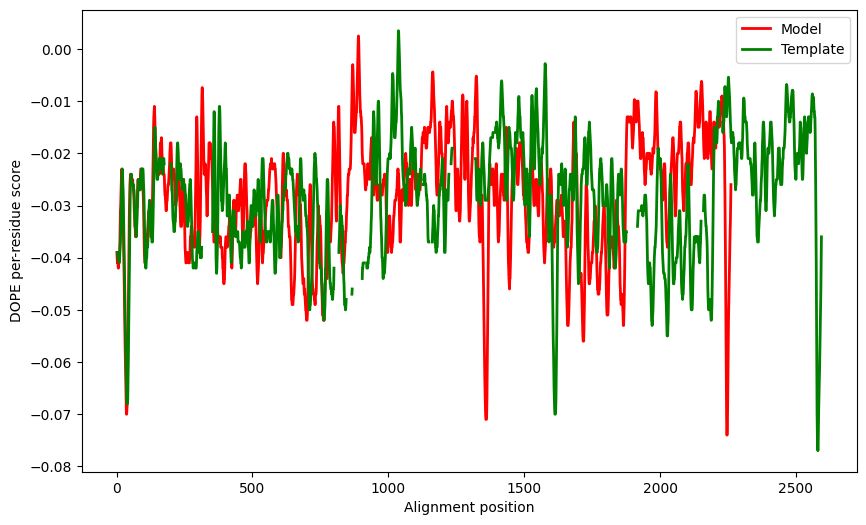 Model
Template
0.00
−0.01
−0.02
−0.03
−0.04
−0.05
−0.06
−0.07
−0.08
DOPE per-residue score
0 500 1000 1500 2000 2500
Alignment position